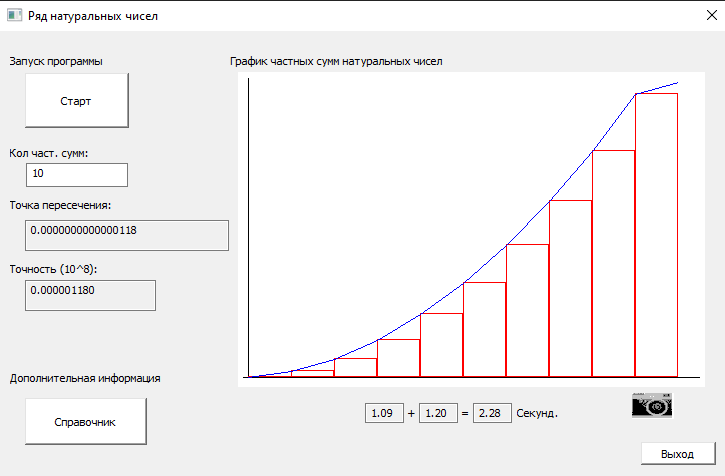 Ряд натуральных чисел
Запуск программы
График частных сумм натуральных чисел
Старт
Кол част. сумм:
10
Точка пересечения:
0.0000000000000118
Точность (10^8):
0.000001180
Дополнительная информация
Справочник
1.09 + 1.20 = 2.28 Секунд.
Выход